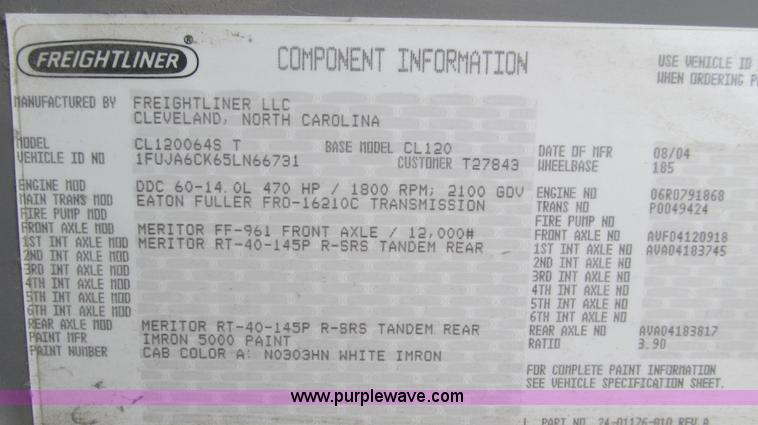 FREIGHTLINER ®
COMPONENT INFORMATION
USE VEHICLE ID
WHEN ORDERING
MANUFACTURED BY FREIGHTLINER LLC
CLEVELAND, NORTH CAROLINA
MODEL CL120064S T BASE MODEL CL120 DATE OF MFR 08/04
VEHICLE ID NO 1FUJA6CK65LN66731 CUSTOMER T27843 WHEELBASE 185
ENGINE MOD DDC 60-14.0L 470 HP / 1800 RPM; 2100 GOV ENGINE NO 06R0791868
MAIN TRANS MOD EATON FULLER FRO-16210C TRANSMISSION TRANS NO P0049424
FIRE PUMP MOD FIRE PUMP NO
FRONT AXLE MOD MERITOR FF-961 FRONT AXLE / 12,000# FRONT AXLE NO AVF04120918
1ST INT AXLE MOD MERITOR RT-40-145P R-SRS TANDEM REAR 1ST INT AXLE NO AVA04183745
2ND INT AXLE MOD 2ND INT AXLE NO
3RD INT AXLE MOD 3RD INT AXLE NO
4TH INT AXLE MOD 4TH INT AXLE NO
5TH INT AXLE MOD 5TH INT AXLE NO
6TH INT AXLE MOD 6TH INT AXLE NO
REAR AXLE MOD MERITOR RT-40-145P R-SRS TANDEM REAR REAR AXLE NO AVA04183817
PAINT MFR IMRON 5000 PAINT RATIO 3.90
PAINT NUMBER CAB COLOR A: N0303HN WHITE IMRON
FOR COMPLETE PAINT INFORMATION
SEE VEHICLE SPECIFICATION SHEET.
www.purplewave.com
PART NO. 24-01176-010 REV A